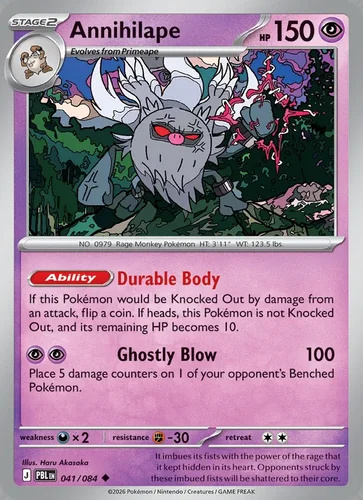 STAGE2
Annihilape
HP 150
Evolves from Primeape
NO. 0979 Rage Monkey Pokémon HT: 3'11" WT: 123.5 lbs.
Ability Durable Body
If this Pokémon would be Knocked Out by damage from
an attack, flip a coin. If heads, this Pokémon is not Knocked
Out, and its remaining HP becomes 10.
Ghostly Blow 100
Place 5 damage counters on 1 of your opponent's Benched
Pokémon.
weakness ×2 resistance -30 retreat
Illus. Haru Akasaka
J PBL EN 041/084
It imbues its fists with the power of the rage that
it kept hidden in its heart. Opponents struck by
these imbued fists will be shattered to their core.
©2026 Pokémon / Nintendo / Creatures / GAME FREAK